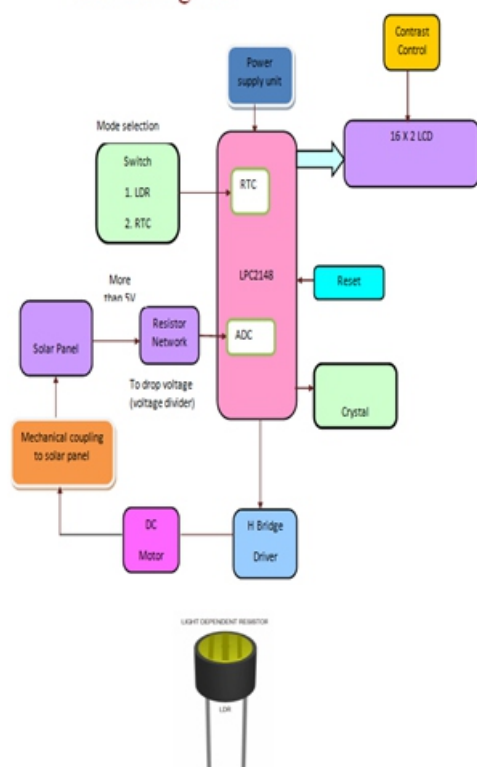 Contrast
Control
Power
supply unit
16 X 2 LCD
Mode selection
Switch
1. LDR
2. RTC
RTC
LPC2148
Reset
More
than 5V
Solar Panel
Resistor
Network
ADC
To drop voltage
(voltage divider)
Crystal
Mechanical coupling
to solar panel
DC
Motor
H Bridge
Driver
LIGHT DEPENDENT RESISTOR
LDR